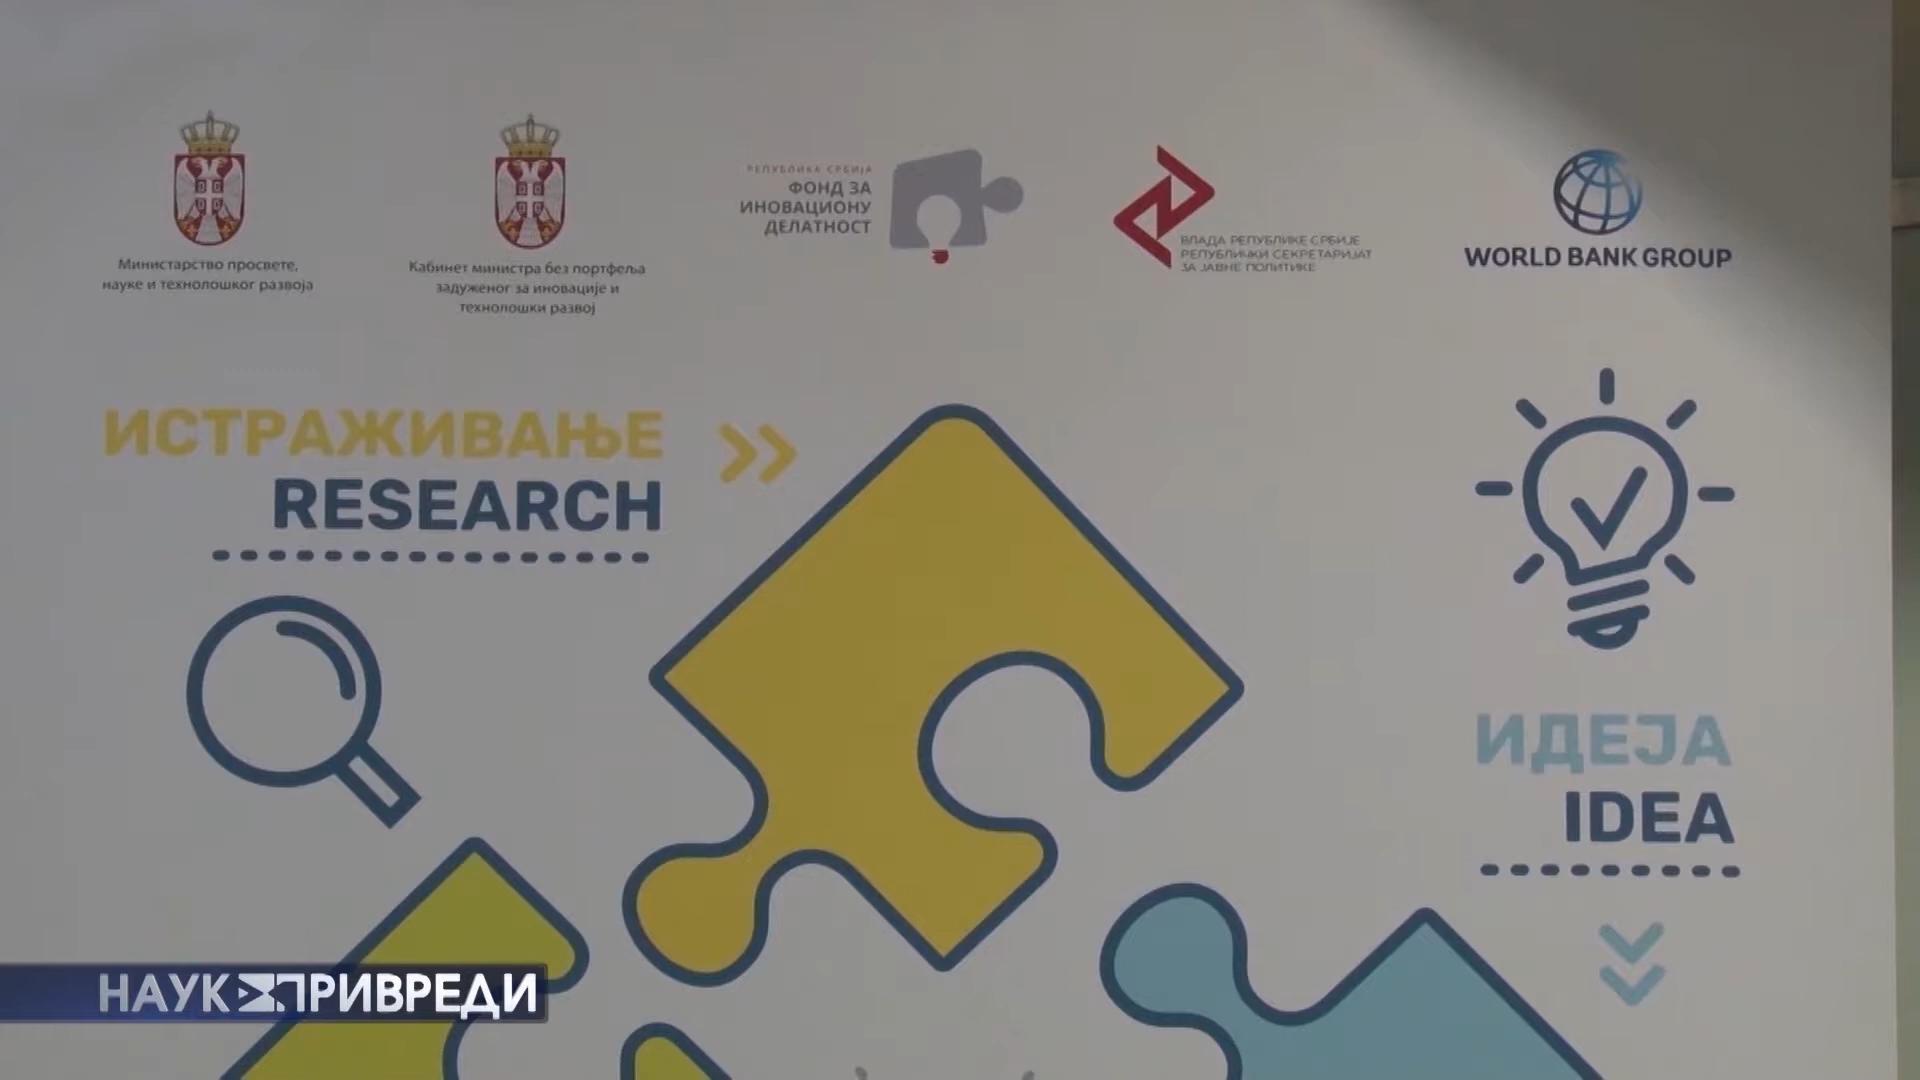 Министарство просвете,
науке и технолошког развоја
Кабинет министра без портфеља
задуженог за иновације и
технолошки развој
РЕПУБЛИКА СРБИЈА
ФОНД ЗА
ИНОВАЦИОНУ
ДЕЛАТНОСТ
ВЛАДА РЕПУБЛИКЕ СРБИЈЕ
РЕПУБЛИЧКИ СЕКРЕТАРИЈАТ
ЗА ЈАВНЕ ПОЛИТИКЕ
WORLD BANK GROUP
ИСТРАЖИВАЊЕ
RESEARCH
ИДЕЈА
IDEA
НАУК ПРИВРЕДИ